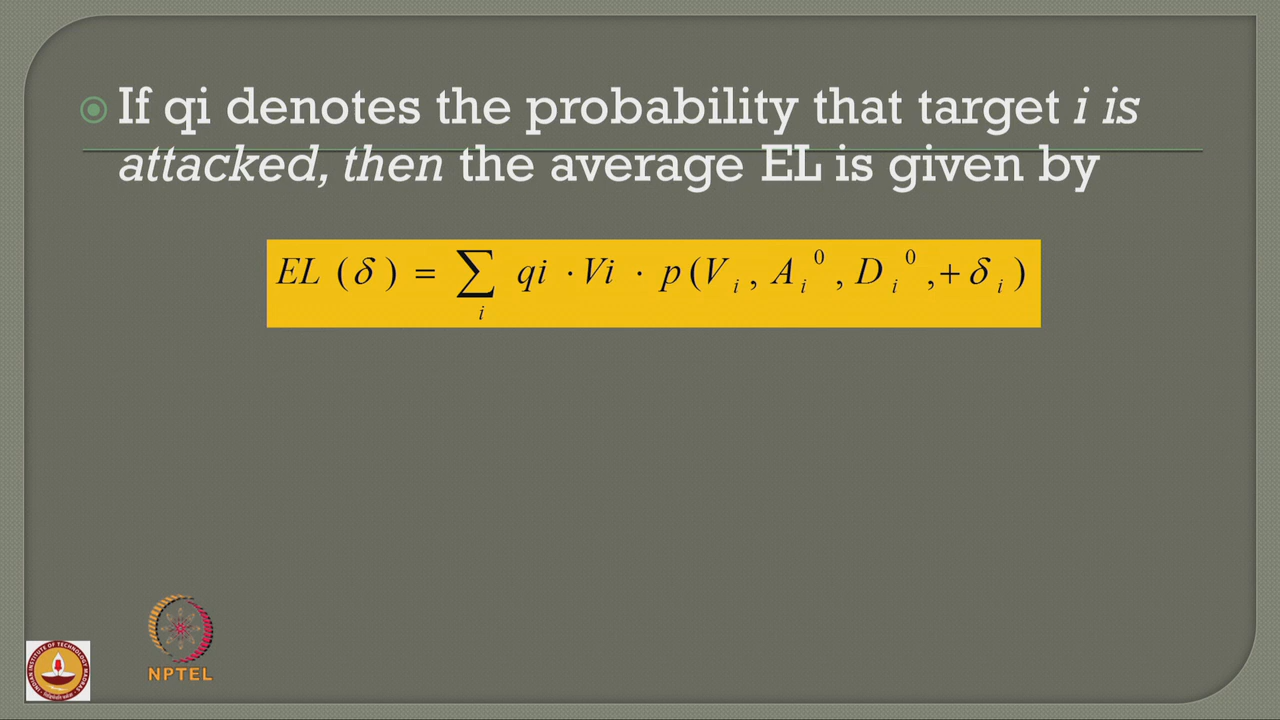 If qi denotes the probability that target i is
attacked, then the average EL is given by
EL (δ) = ∑ᵢ qi · Vi · p(Vᵢ, Aᵢ⁰, Dᵢ⁰,+ δᵢ)
NPTEL